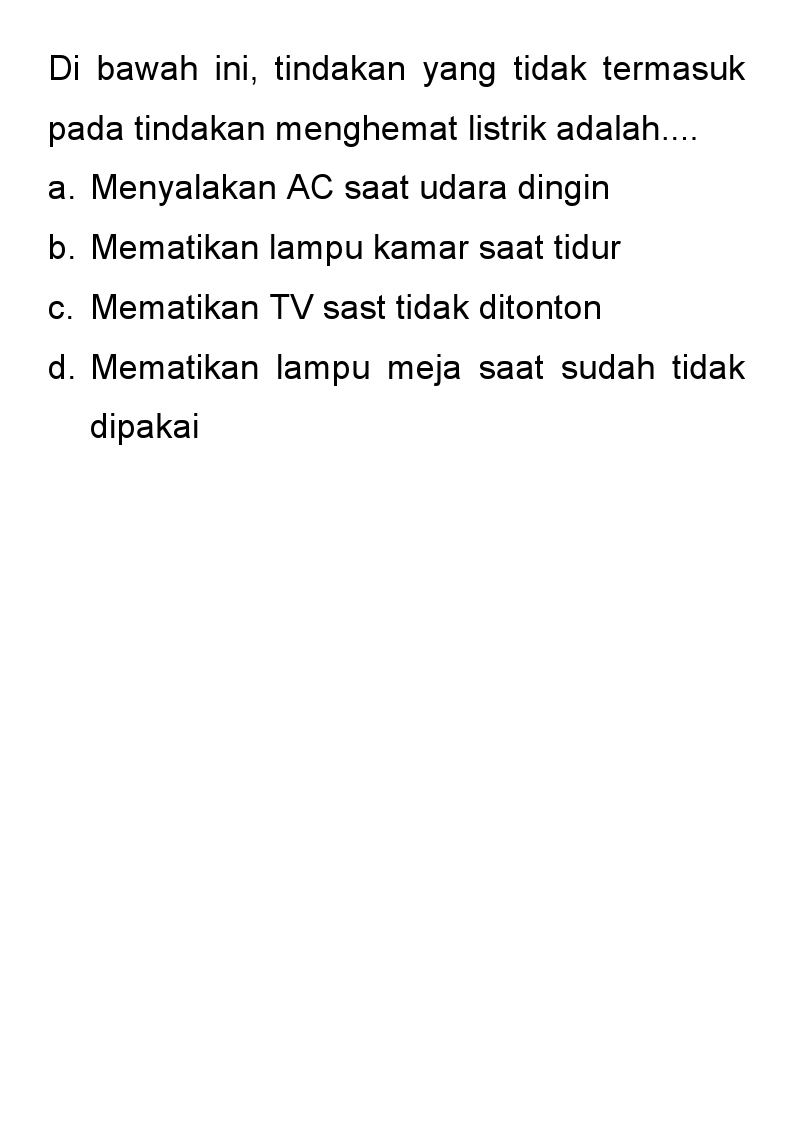 Di bawah ini, tindakan yang tidak termasuk
pada tindakan menghemat listrik adalah....
a. Menyalakan AC saat udara dingin
b. Mematikan lampu kamar saat tidur
c. Mematikan TV sast tidak ditonton
d. Mematikan lampu meja saat sudah tidak
dipakai